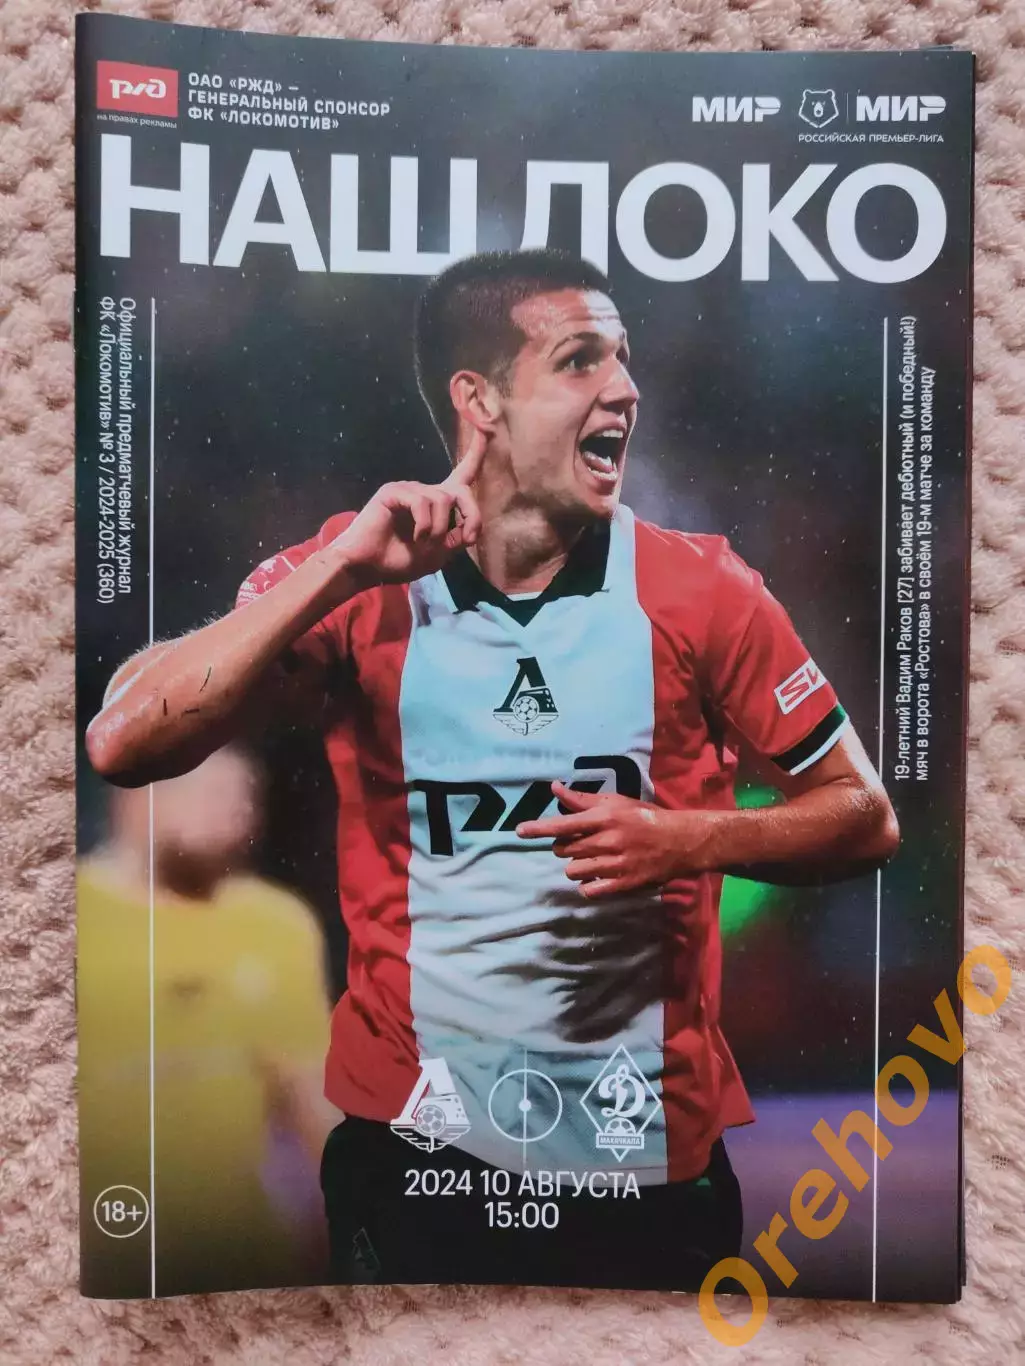 РЖД
на правах рекламы
ОАО «РЖД» –
ГЕНЕРАЛЬНЫЙ СПОНСОР
ФК «ЛОКОМОТИВ»
МИР
МИР
РОССИЙСКАЯ ПРЕМЬЕР-ЛИГА
НАШ ЛОКО
Официальный предматчевый журнал
ФК «Локомотив» № 3 / 2024-2025 (360)
19-летний Вадим Раков [27] забивает дебютный (и победный!)
мяч в ворота «Ростова» в своём 19-м матче за команду
Л
РЖД
Л
Д
МАХАЧКАЛА
2024 10 АВГУСТА
15:00
18+
Orehovo